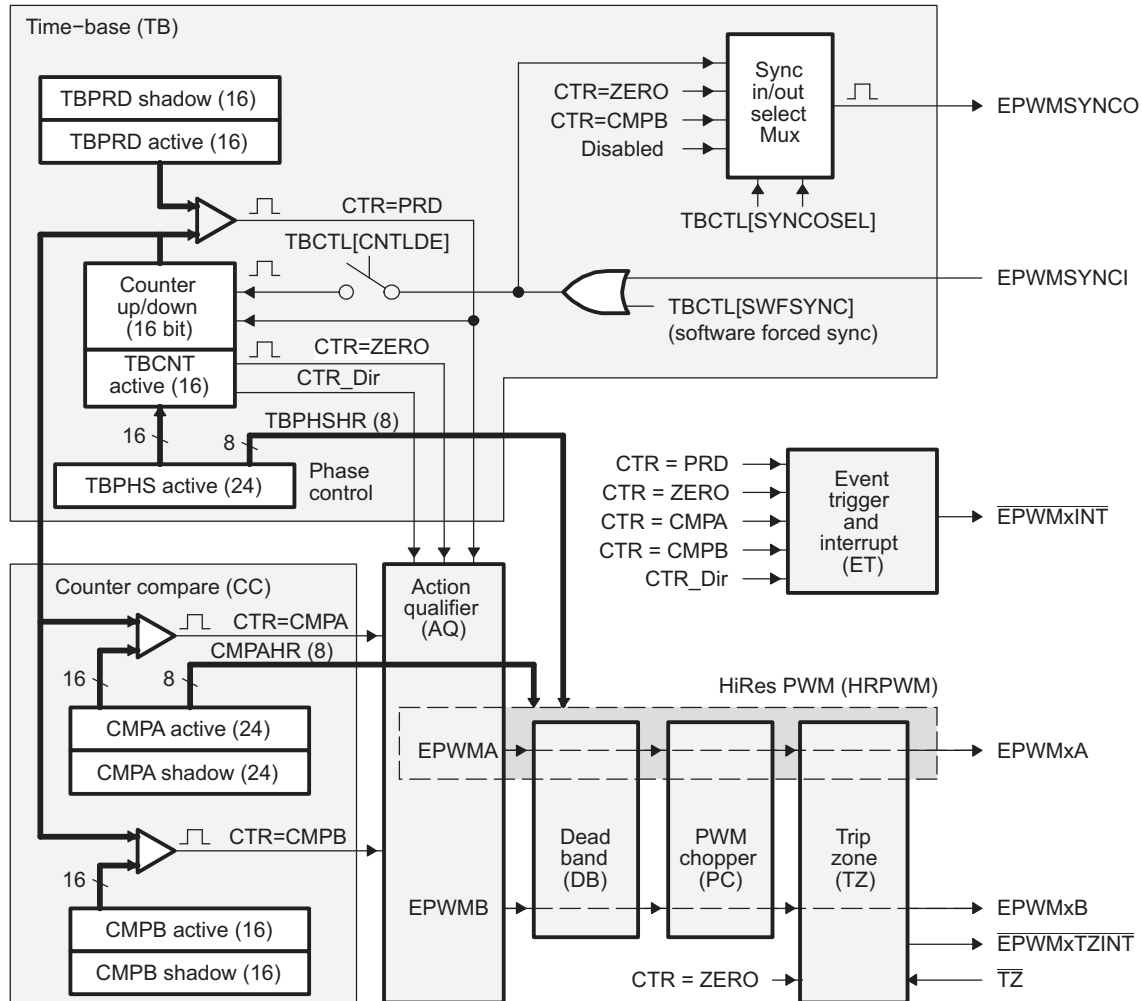 Time−base (TB)
TBPRD shadow (16)
TBPRD active (16)
CTR=ZERO
CTR=CMPB
Disabled
Sync
in/out
select
Mux
EPWMSYNCO
TBCTL[SYNCOSEL]
CTR=PRD
TBCTL[CNTLDE]
Counter
up/down
(16 bit)
TBCNT
active (16)
EPWMSYNCI
TBCTL[SWFSYNC]
(software forced sync)
CTR=ZERO
CTR_Dir
16
8
TBPHSHR (8)
TBPHS active (24)
Phase
control
CTR = PRD
CTR = ZERO
CTR = CMPA
CTR = CMPB
CTR_Dir
Event
trigger
and
interrupt
(ET)
EPWMxINT
Counter compare (CC)
CTR=CMPA
16
8
CMPAHR (8)
CMPA active (24)
CMPA shadow (24)
CTR=CMPB
16
CMPB active (16)
CMPB shadow (16)
Action
qualifier
(AQ)
HiRes PWM (HRPWM)
EPWMA
EPWMxA
Dead
band
(DB)
PWM
chopper
(PC)
Trip
zone
(TZ)
EPWMB
EPWMxB
EPWMxTZINT
CTR = ZERO
TZ